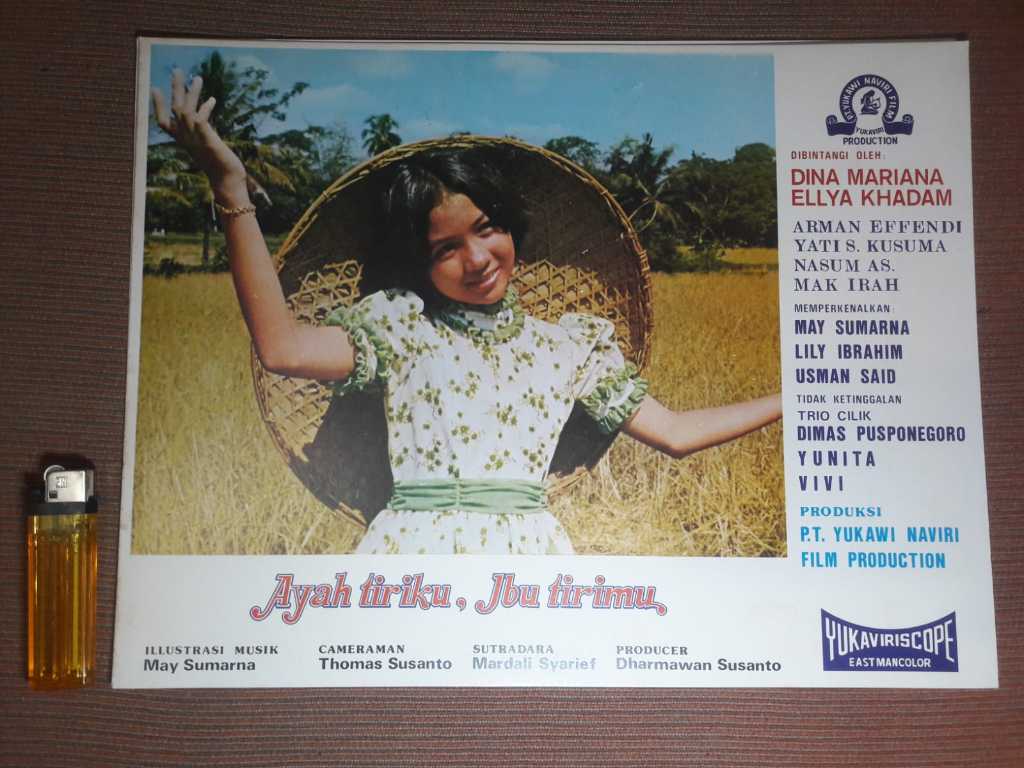 PT. YUKAWI NAVIRI FILM
YUKAVIRI
PRODUCTION
DIBINTANGI OLEH:
DINA MARIANA
ELLYA KHADAM
ARMAN EFFENDI
YATI S. KUSUMA
NASUM AS.
MAK IRAH
MEMPERKENALKAN:
MAY SUMARNA
LILY IBRAHIM
USMAN SAID
TIDAK KETINGGALAN
TRIO CILIK
DIMAS PUSPONEGORO
YUNITA
VIVI
PRODUKSI
P.T. YUKAWI NAVIRI
FILM PRODUCTION
Ayah tiriku, Ibu tirimu
ILLUSTRASI MUSIK
May Sumarna
CAMERAMAN
Thomas Susanto
SUTRADARA
Mardali Syarief
PRODUCER
Dharmawan Susanto
YUKAVIRISCOPE
EASTMANCOLOR